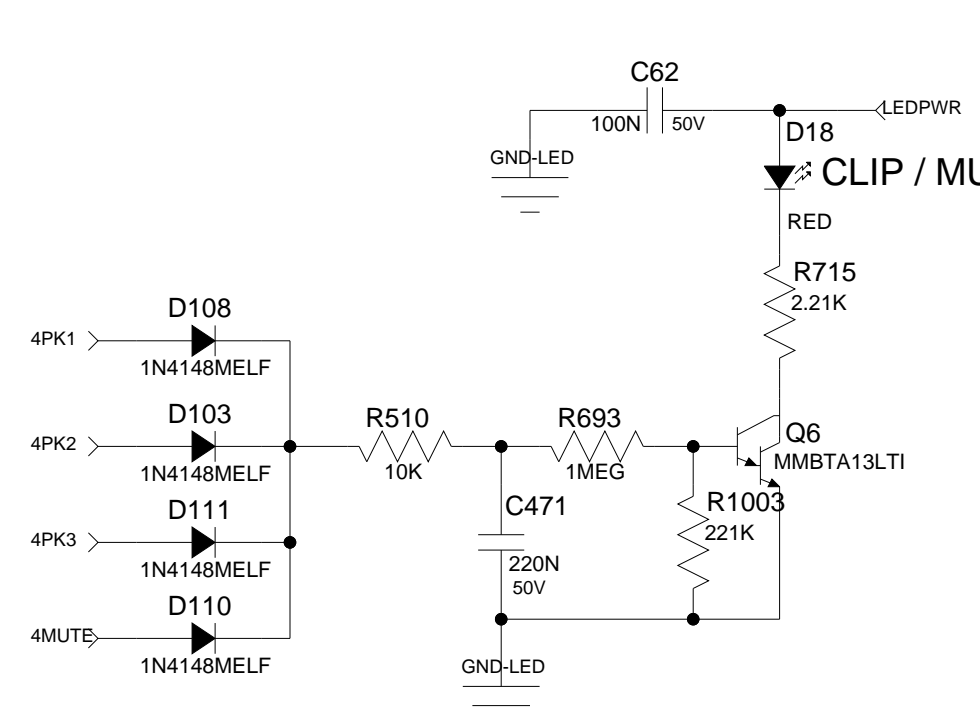 C62
100N
50V
LEDPWR
D18
GND-LED
CLIP / MU
RED
R715
2.21K
D108
4PK1
1N4148MELF
D103
4PK2
1N4148MELF
R510
10K
R693
1MEG
Q6
MMBTA13LTI
D111
4PK3
1N4148MELF
C471
220N
50V
R1003
221K
D110
4MUTE
1N4148MELF
GND-LED